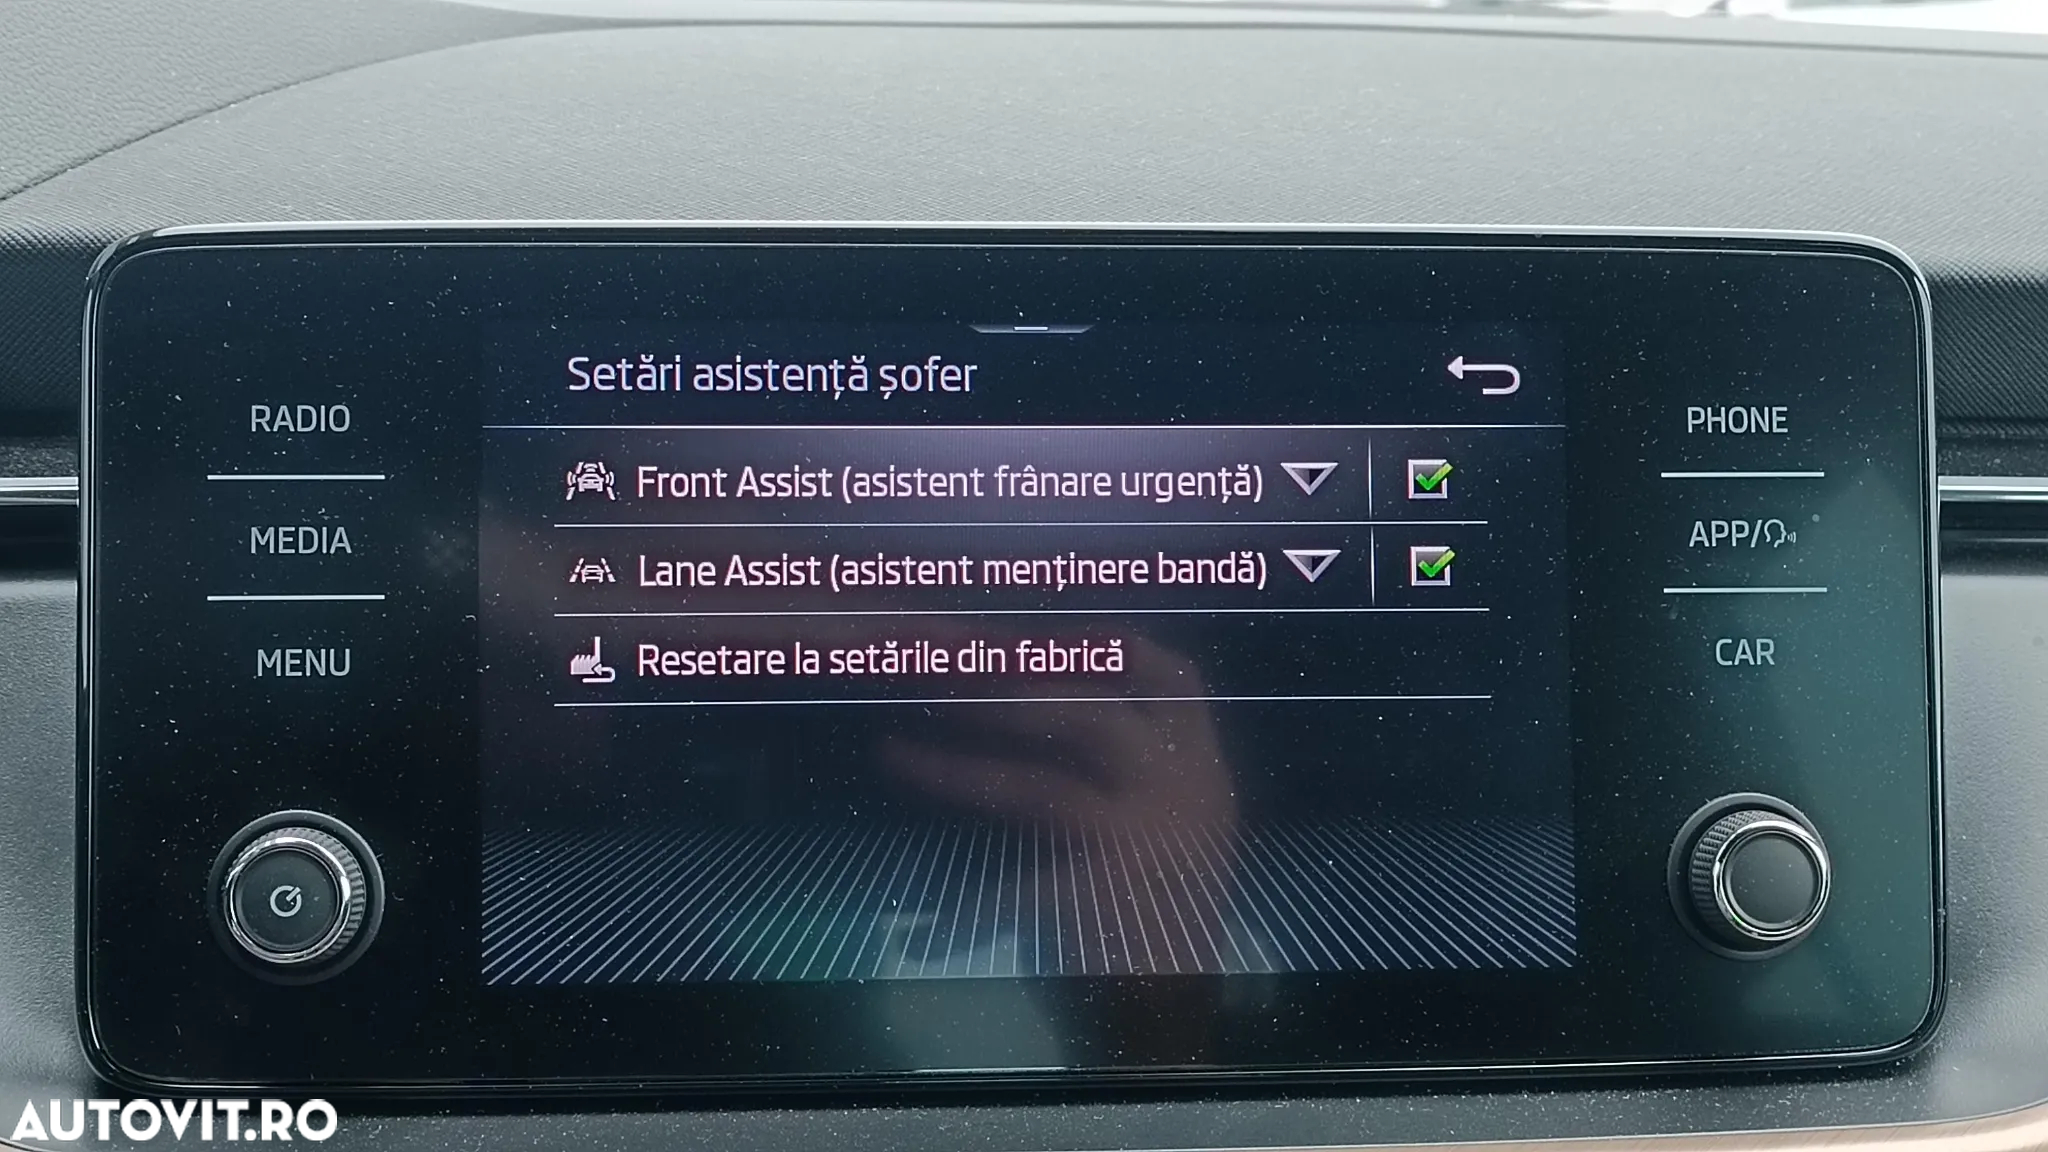 Setări asistență șofer
RADIO
PHONE
Front Assist (asistent frânare urgență)
MEDIA
APP/
Lane Assist (asistent menținere bandă)
MENU
Resetare la setările din fabrică
CAR
AUTOVIT.RO